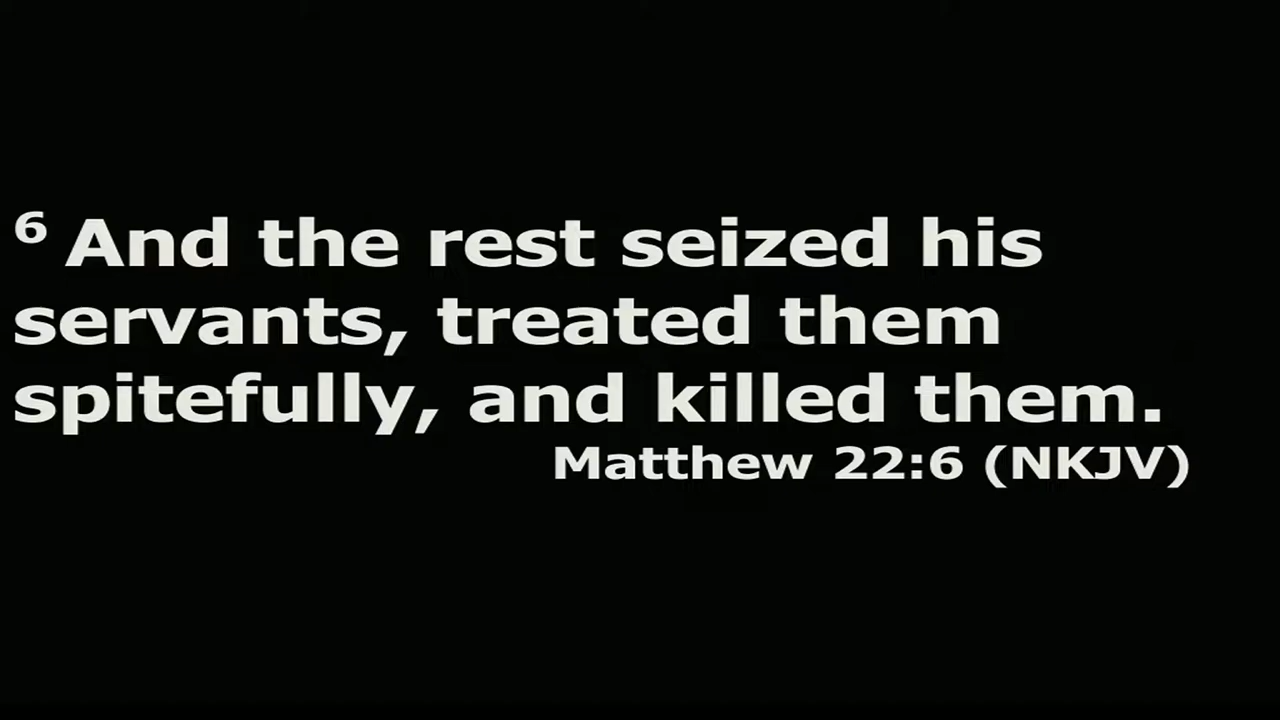 6 And the rest seized his
servants, treated them
spitefully, and killed them.
Matthew 22:6 (NKJV)